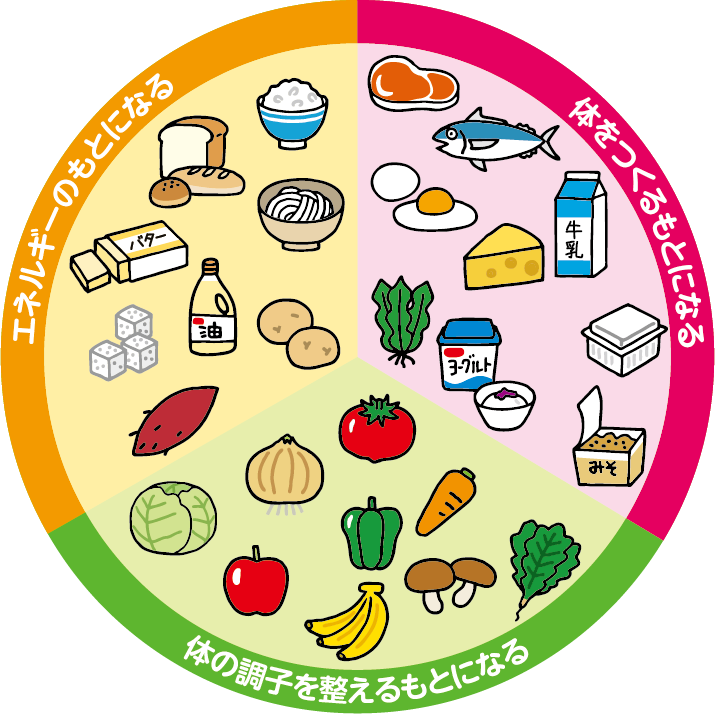 エネルギーのもとになる
体をつくるもとになる
バター
牛乳
油
ヨーグルト
みそ
体の調子を整えるもとになる